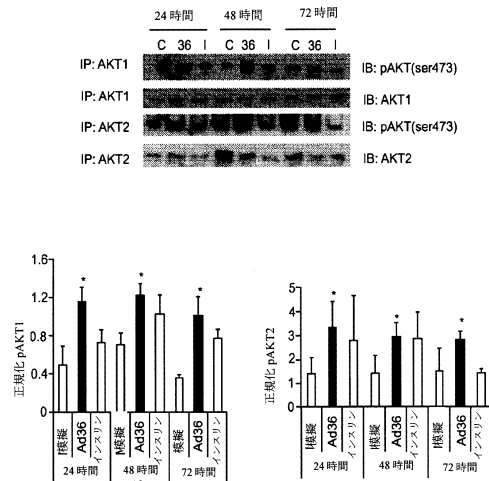 24 時間 48 時間 72 時間
C 36 I C 36 I C 36 I
IP: AKT1 IB: pAKT(ser473)
IP: AKT1 IB: AKT1
IP: AKT2 IB: pAKT(ser473)
IP: AKT2 IB: AKT2
正規化 pAKT1
1.6
1.2
0.8
0.4
0
* * *
模擬 Ad36 インスリン 模擬 Ad36 インスリン 模擬 Ad36 インスリン
24 時間 48 時間 72 時間
正規化 pAKT2
5
4
3
2
1
0
* * *
模擬 Ad36 インスリン 模擬 Ad36 インスリン 模擬 Ad36 インスリン
24 時間 48 時間 72 時間